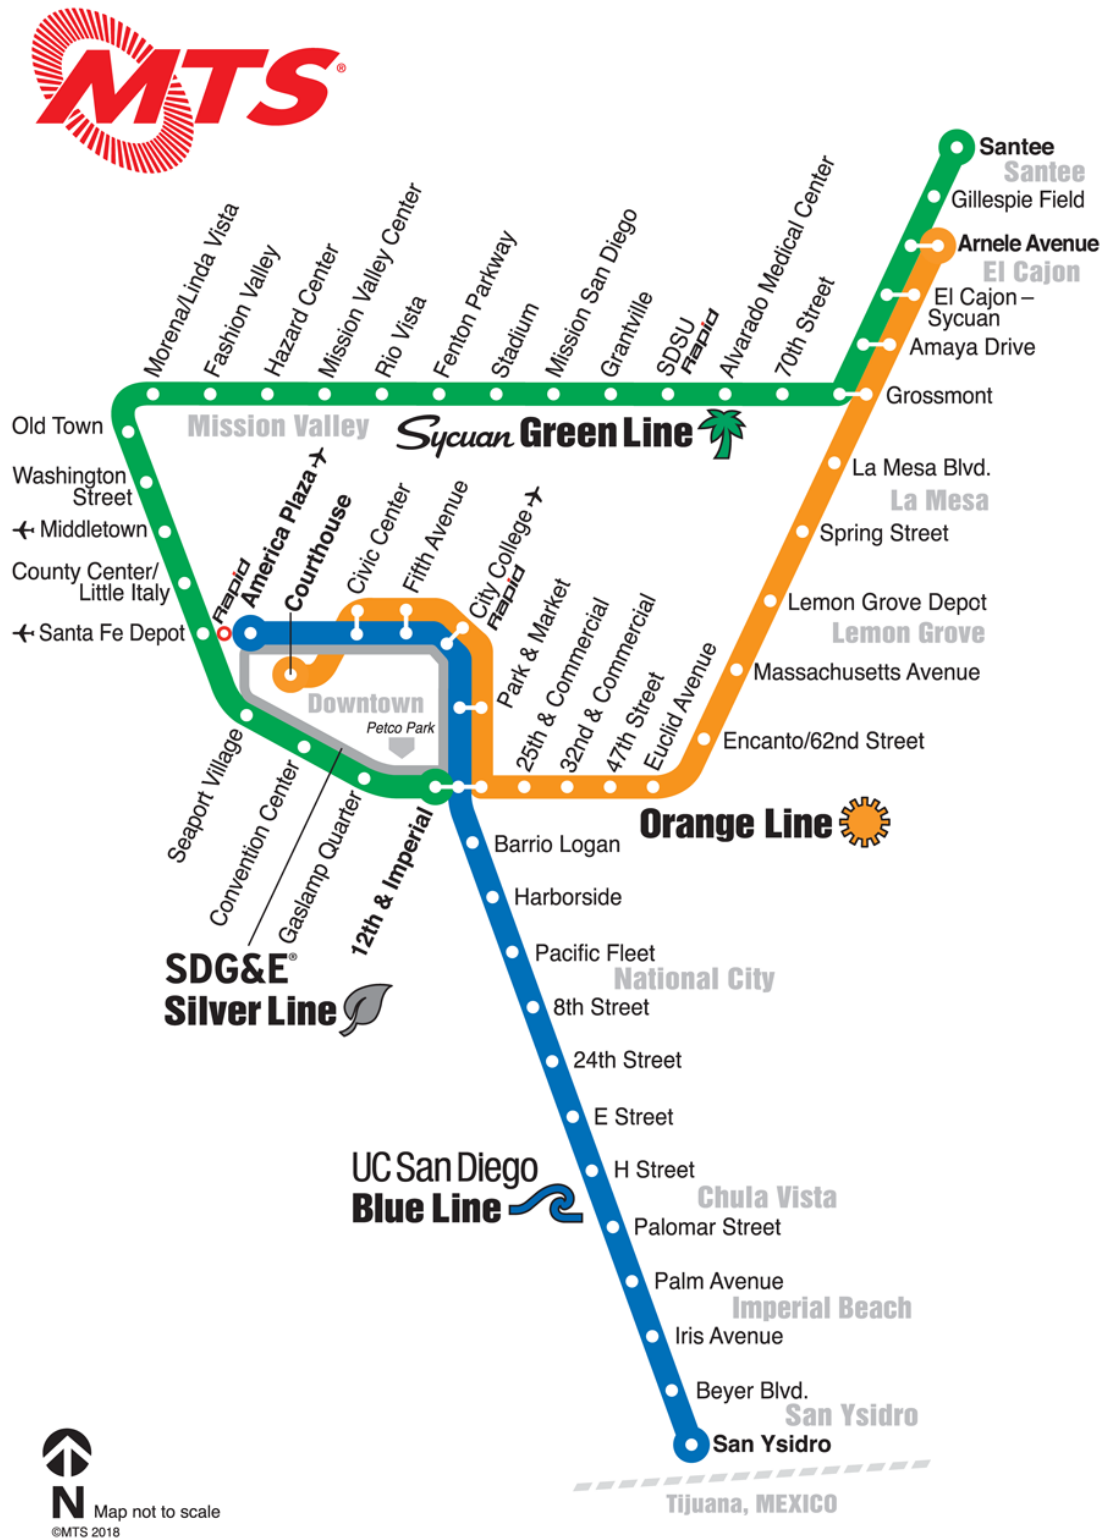 MTS®
Santee
Santee
Gillespie Field
Arnele Avenue
El Cajon
El Cajon –
Sycuan
Amaya Drive
Grossmont
Morena/Linda Vista
Fashion Valley
Hazard Center
Mission Valley Center
Rio Vista
Fenton Parkway
Stadium
Mission San Diego
Grantville
SDSU
Rapid
Alvarado Medical Center
70th Street
Mission Valley
Sycuan Green Line
Old Town
Washington
Street
Middletown
County Center/
Little Italy
Santa Fe Depot
Rapid
America Plaza
Courthouse
Civic Center
Fifth Avenue
City College
Rapid
Park & Market
25th & Commercial
32nd & Commercial
47th Street
Euclid Avenue
La Mesa Blvd.
La Mesa
Spring Street
Lemon Grove Depot
Lemon Grove
Massachusetts Avenue
Encanto/62nd Street
Orange Line
Downtown
Petco Park
Seaport Village
Convention Center
Gaslamp Quarter
12th & Imperial
SDG&E®
Silver Line
Barrio Logan
Harborside
Pacific Fleet
National City
8th Street
24th Street
E Street
H Street
UC San Diego
Blue Line
Chula Vista
Palomar Street
Palm Avenue
Imperial Beach
Iris Avenue
Beyer Blvd.
San Ysidro
San Ysidro
Tijuana, MEXICO
N Map not to scale
©MTS 2018